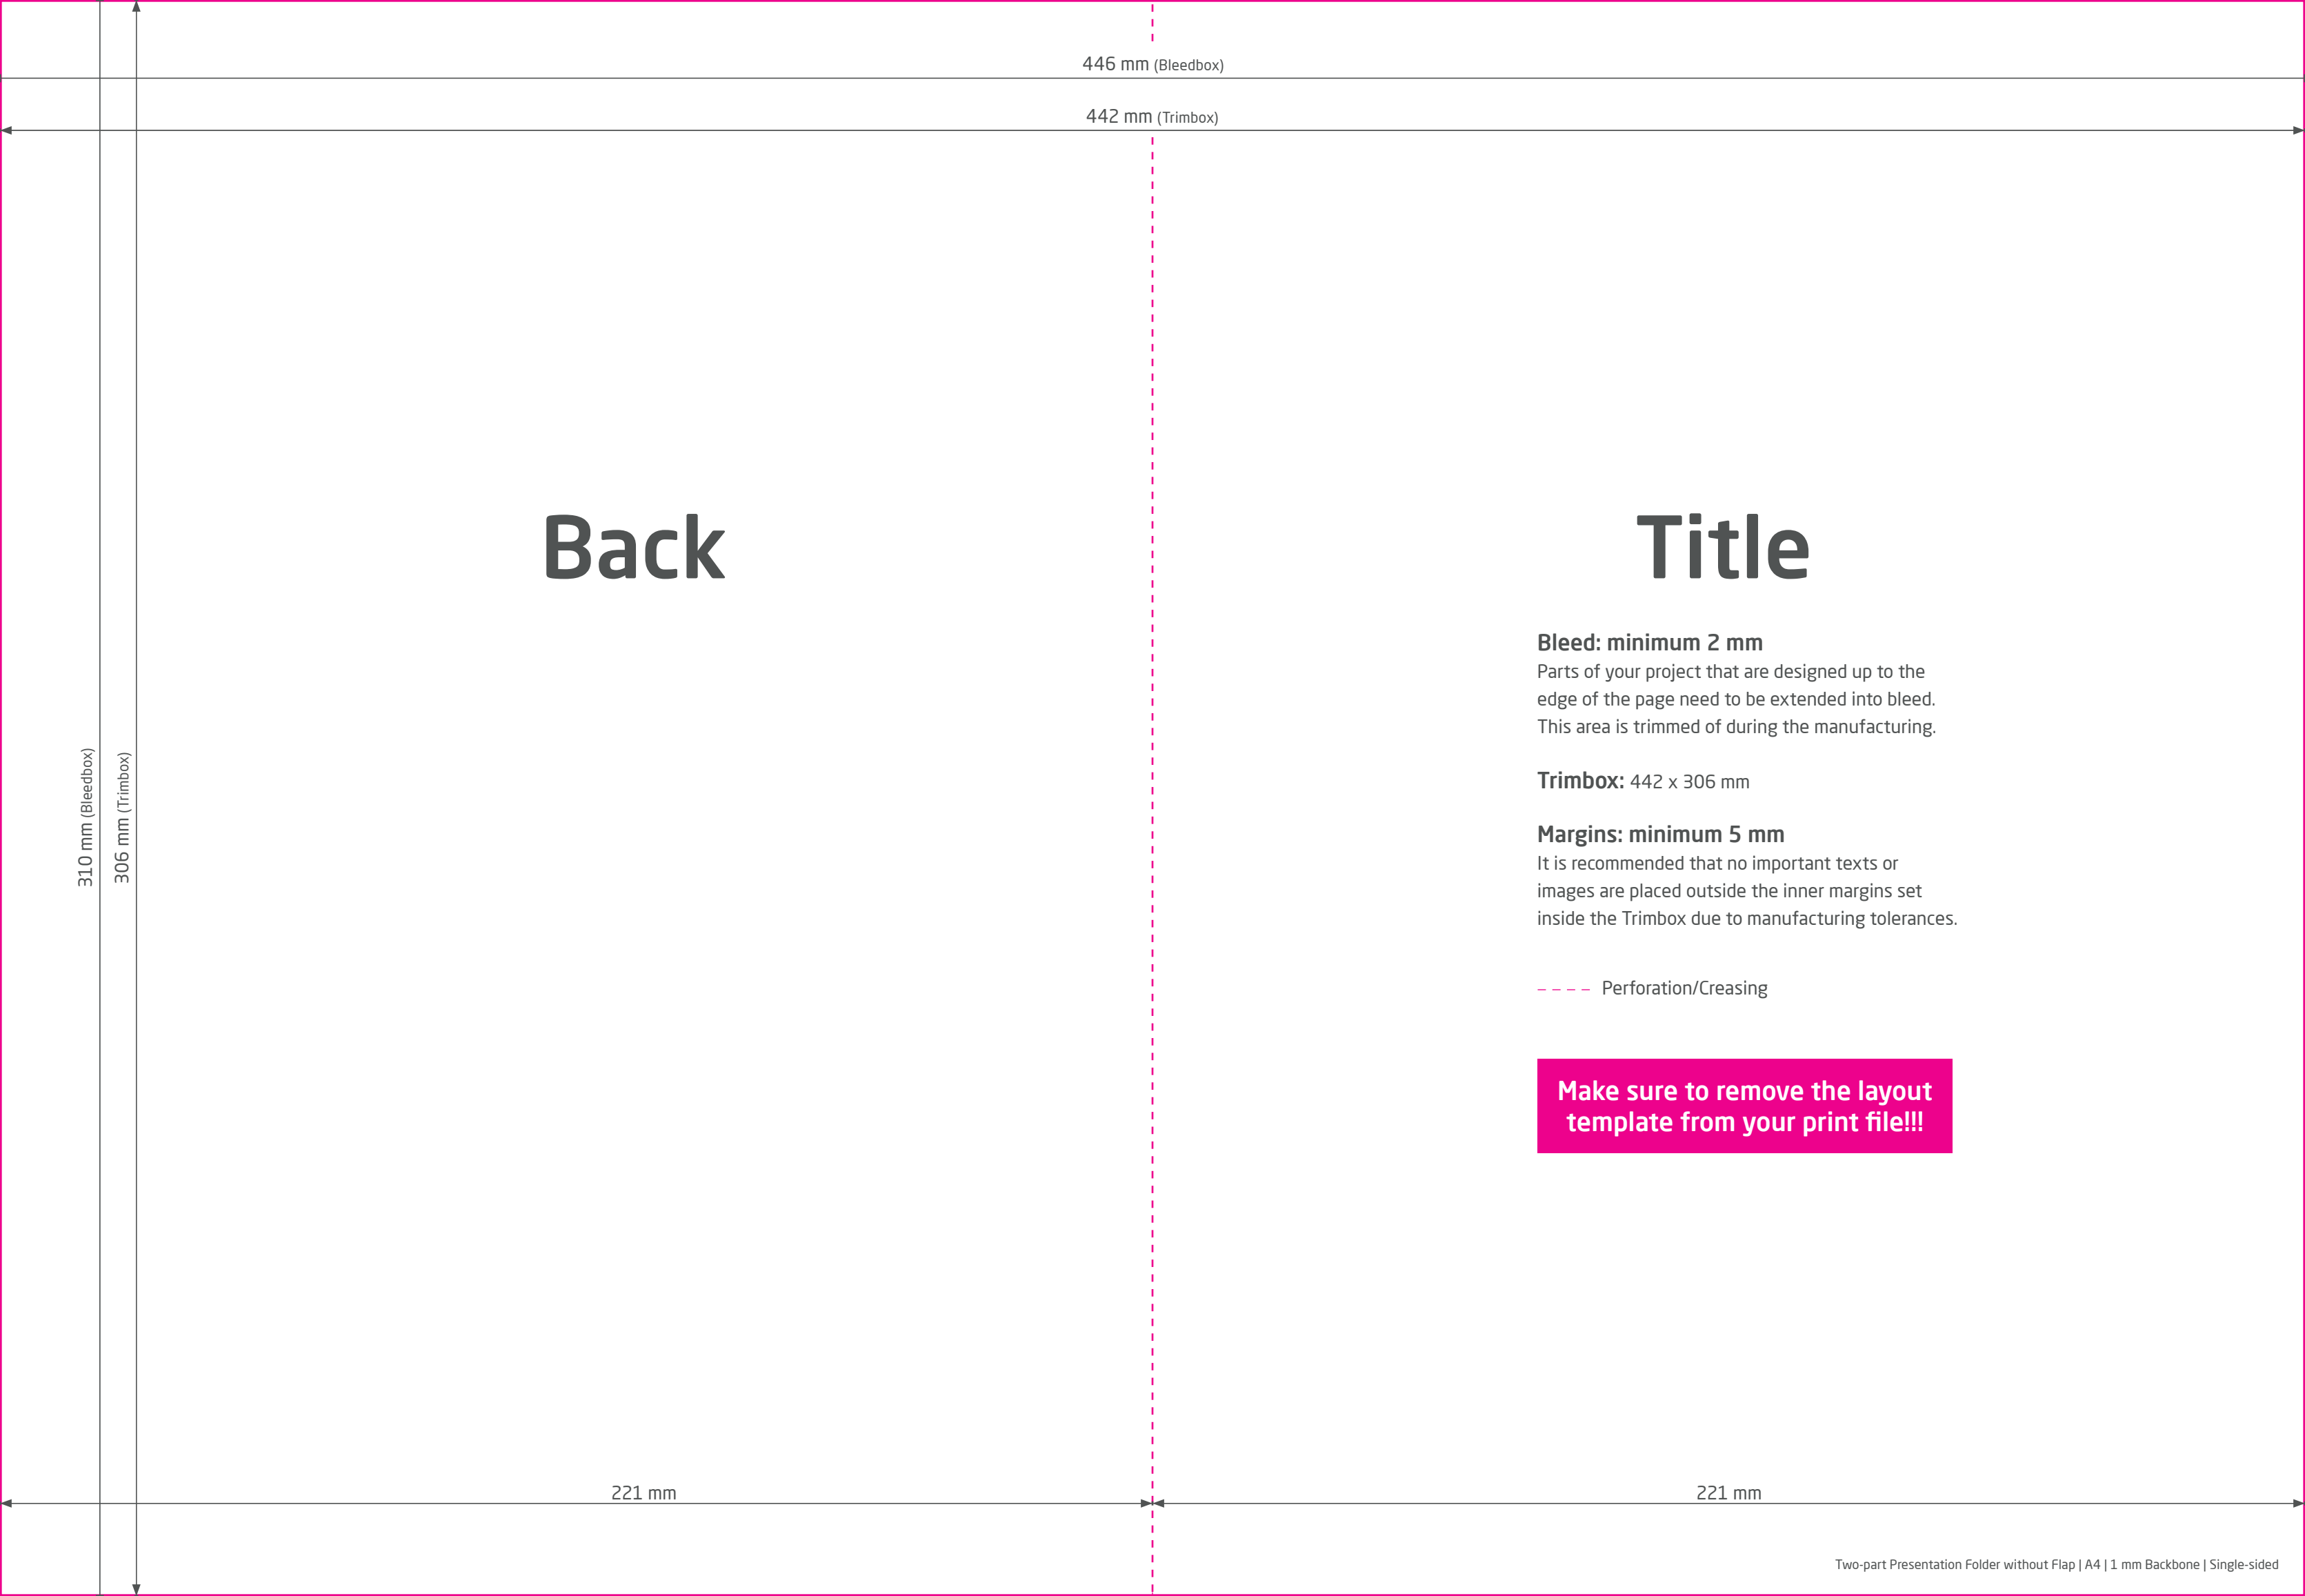 446 mm (Bleedbox)
442 mm (Trimbox)
310 mm (Bleedbox)
306 mm (Trimbox)
Back
Title
Bleed: minimum 2 mm
Parts of your project that are designed up to the
edge of the page need to be extended into bleed.
This area is trimmed of during the manufacturing.
Trimbox: 442 x 306 mm
Margins: minimum 5 mm
It is recommended that no important texts or
images are placed outside the inner margins set
inside the Trimbox due to manufacturing tolerances.
Perforation/Creasing
Make sure to remove the layout
template from your print file!!!
221 mm
221 mm
Two-part Presentation Folder without Flap | A4 | 1 mm Backbone | Single-sided